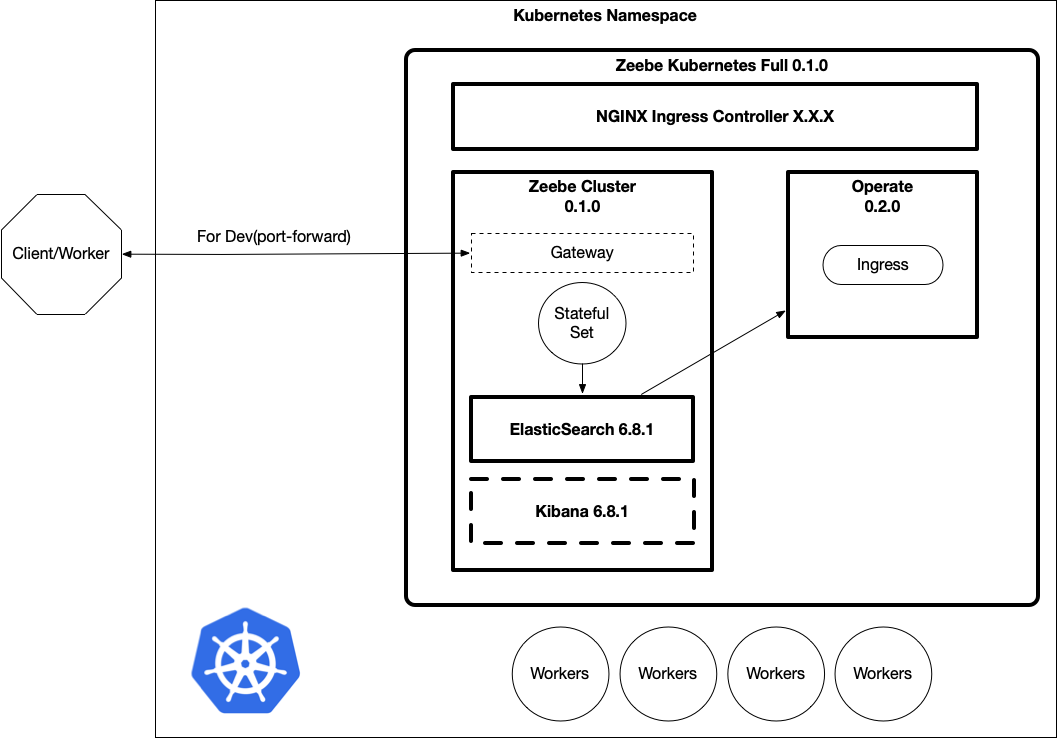 Kubernetes Namespace
Zeebe Kubernetes Full 0.1.0
NGINX Ingress Controller X.X.X
Zeebe Cluster
0.1.0
Operate
0.2.0
For Dev(port-forward)
Client/Worker
Gateway
Ingress
Stateful
Set
ElasticSearch 6.8.1
Kibana 6.8.1
Workers
Workers
Workers
Workers